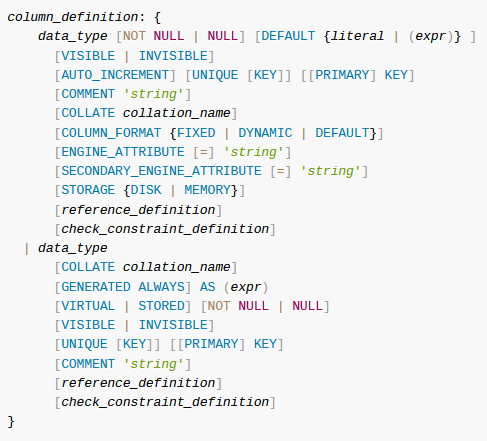 column_definition: {
    data_type [NOT NULL | NULL] [DEFAULT {literal | (expr)} ]
      [VISIBLE | INVISIBLE]
      [AUTO_INCREMENT] [UNIQUE [KEY]] [[PRIMARY] KEY]
      [COMMENT 'string']
      [COLLATE collation_name]
      [COLUMN_FORMAT {FIXED | DYNAMIC | DEFAULT}]
      [ENGINE_ATTRIBUTE [=] 'string']
      [SECONDARY_ENGINE_ATTRIBUTE [=] 'string']
      [STORAGE {DISK | MEMORY}]
      [reference_definition]
      [check_constraint_definition]
  | data_type
      [COLLATE collation_name]
      [GENERATED ALWAYS] AS (expr)
      [VIRTUAL | STORED] [NOT NULL | NULL]
      [VISIBLE | INVISIBLE]
      [UNIQUE [KEY]] [[PRIMARY] KEY]
      [COMMENT 'string']
      [reference_definition]
      [check_constraint_definition]
}